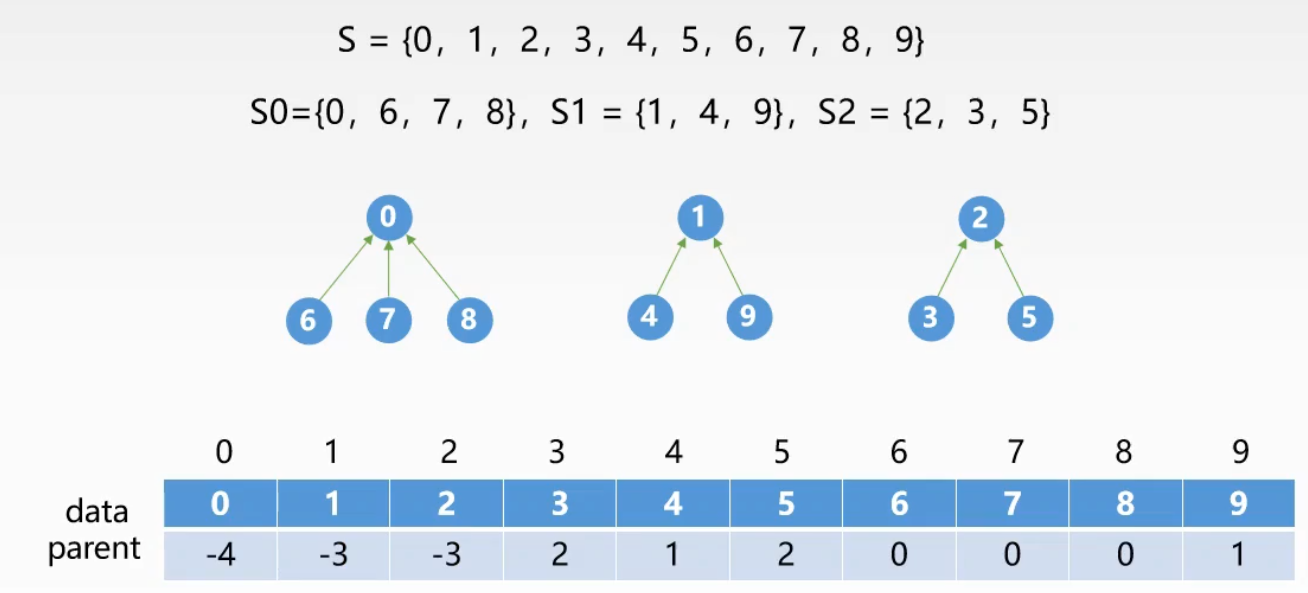 S = {0, 1, 2, 3, 4, 5, 6, 7, 8, 9}
S0={0, 6, 7, 8}, S1 = {1, 4, 9}, S2 = {2, 3, 5}
0 1 2
6 7 8 4 9 3 5
0 1 2 3 4 5 6 7 8 9
data 0 1 2 3 4 5 6 7 8 9
parent -4 -3 -3 2 1 2 0 0 0 1